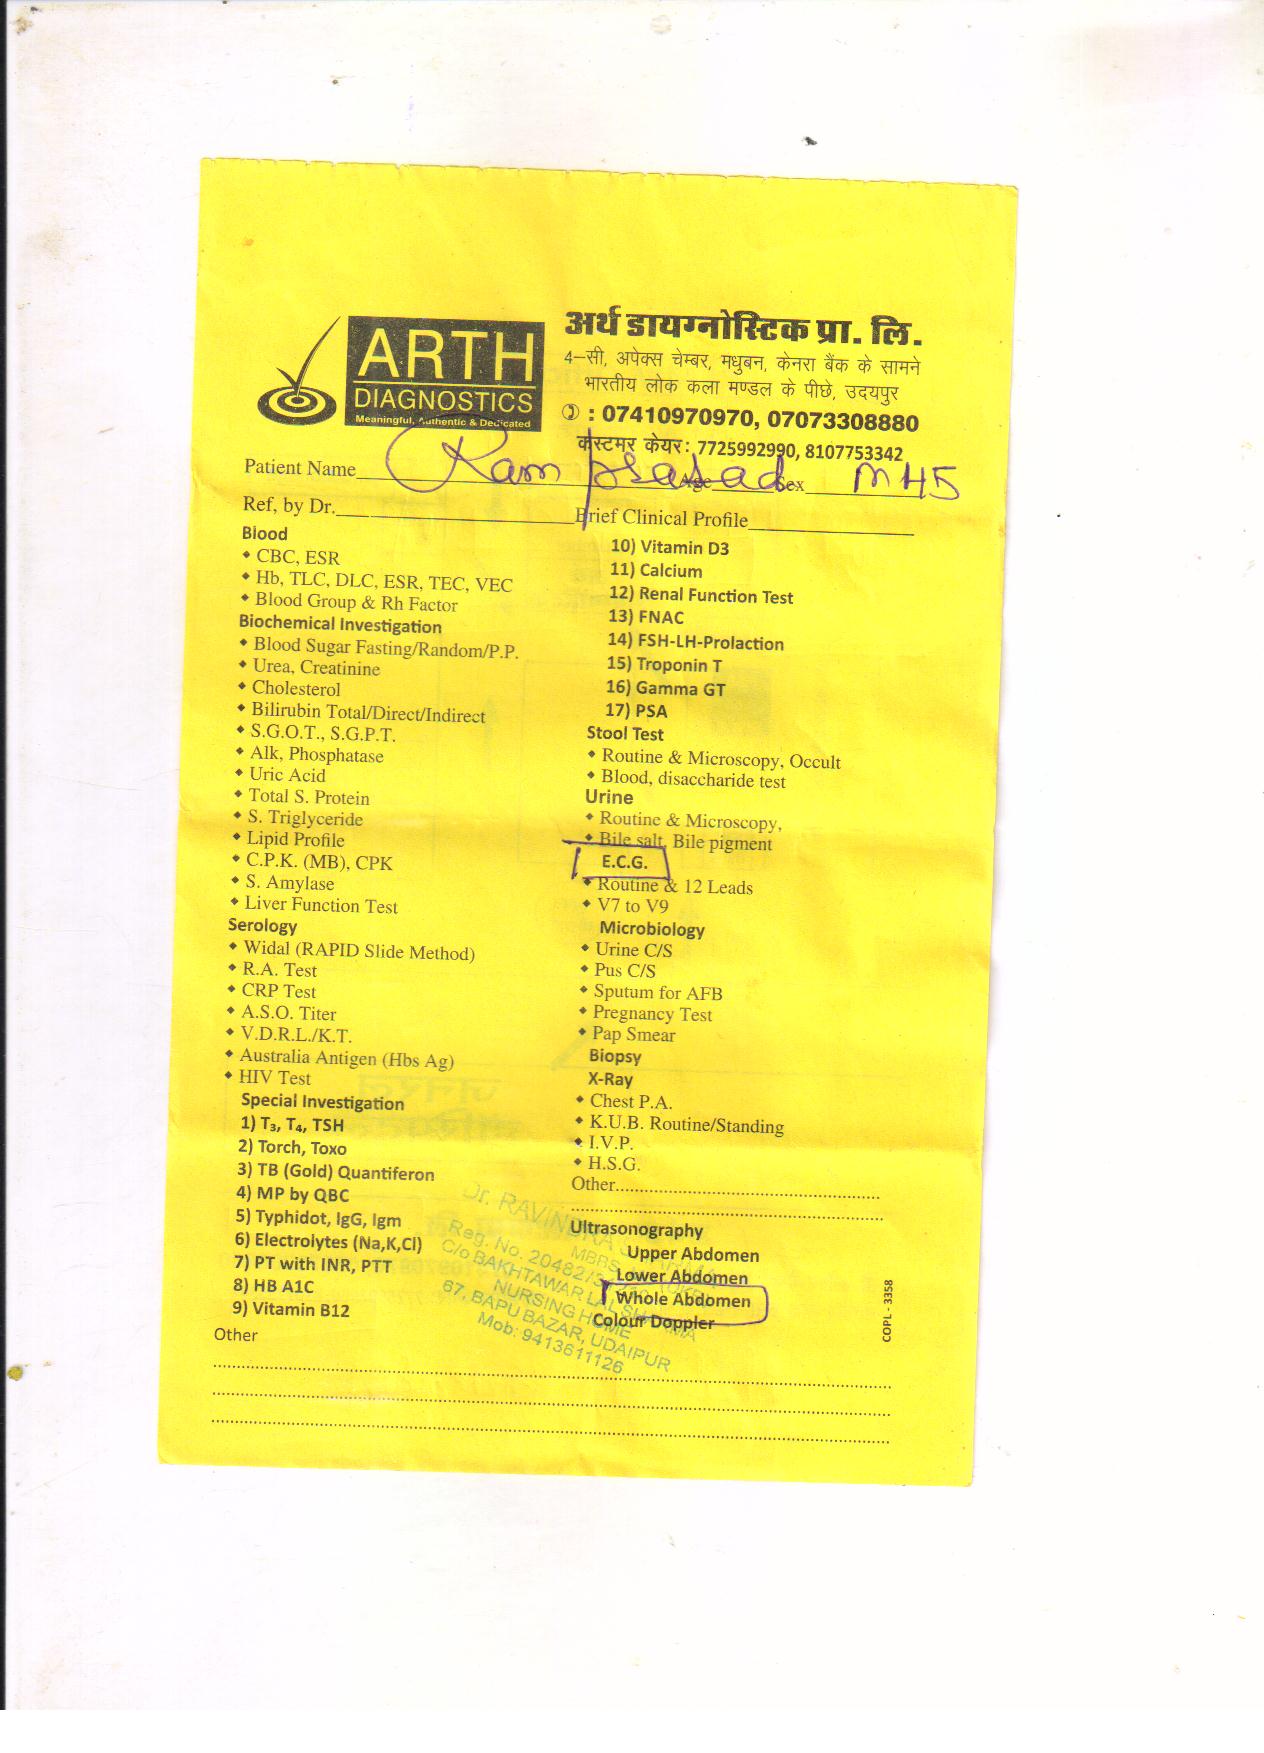 ARTH
DIAGNOSTICS
Meaningful, Authentic & Dedicated
अर्थ डायग्नोस्टिक प्रा. लि.
4–सी, अपेक्स चेम्बर, मधुबन, केनरा बैंक के सामने
भारतीय लोक कला मण्डल के पीछे, उदयपुर
: 07410970970, 07073308880
कस्टमर केयर : 7725992990, 8107753342
Patient Name Ram prasad Age Sex M 45
Ref, by Dr. Brief Clinical Profile
Blood
CBC, ESR
Hb, TLC, DLC, ESR, TEC, VEC
Blood Group & Rh Factor
Biochemical Investigation
Blood Sugar Fasting/Random/P.P.
Urea, Creatinine
Cholesterol
Bilirubin Total/Direct/Indirect
S.G.O.T., S.G.P.T.
Alk, Phosphatase
Uric Acid
Total S. Protein
S. Triglyceride
Lipid Profile
C.P.K. (MB), CPK
S. Amylase
Liver Function Test
Serology
Widal (RAPID Slide Method)
R.A. Test
CRP Test
A.S.O. Titer
V.D.R.L./K.T.
Australia Antigen (Hbs Ag)
HIV Test
Special Investigation
1) T₃, T₄, TSH
2) Torch, Toxo
3) TB (Gold) Quantiferon
4) MP by QBC
5) Typhidot, IgG, Igm
6) Electrolytes (Na,K,Cl)
7) PT with INR, PTT
8) HB A1C
9) Vitamin B12
Other
10) Vitamin D3
11) Calcium
12) Renal Function Test
13) FNAC
14) FSH-LH-Prolaction
15) Troponin T
16) Gamma GT
17) PSA
Stool Test
Routine & Microscopy, Occult
Blood, disaccharide test
Urine
Routine & Microscopy,
Bile salt, Bile pigment
E.C.G.
Routine & 12 Leads
V7 to V9
Microbiology
Urine C/S
Pus C/S
Sputum for AFB
Pregnancy Test
Pap Smear
Biopsy
X-Ray
Chest P.A.
K.U.B. Routine/Standing
I.V.P.
H.S.G.
Other
Ultrasonography
Upper Abdomen
Lower Abdomen
Whole Abdomen
Colour Doppler
COPL - 3358
Dr. RAVINDRA SHARMA
MBBS
Reg. No. 20482/
C/o BAKHTAWAR LAL SHARMA
NURSING HOME
67, BAPU BAZAR, UDAIPUR
Mob: 9413611126